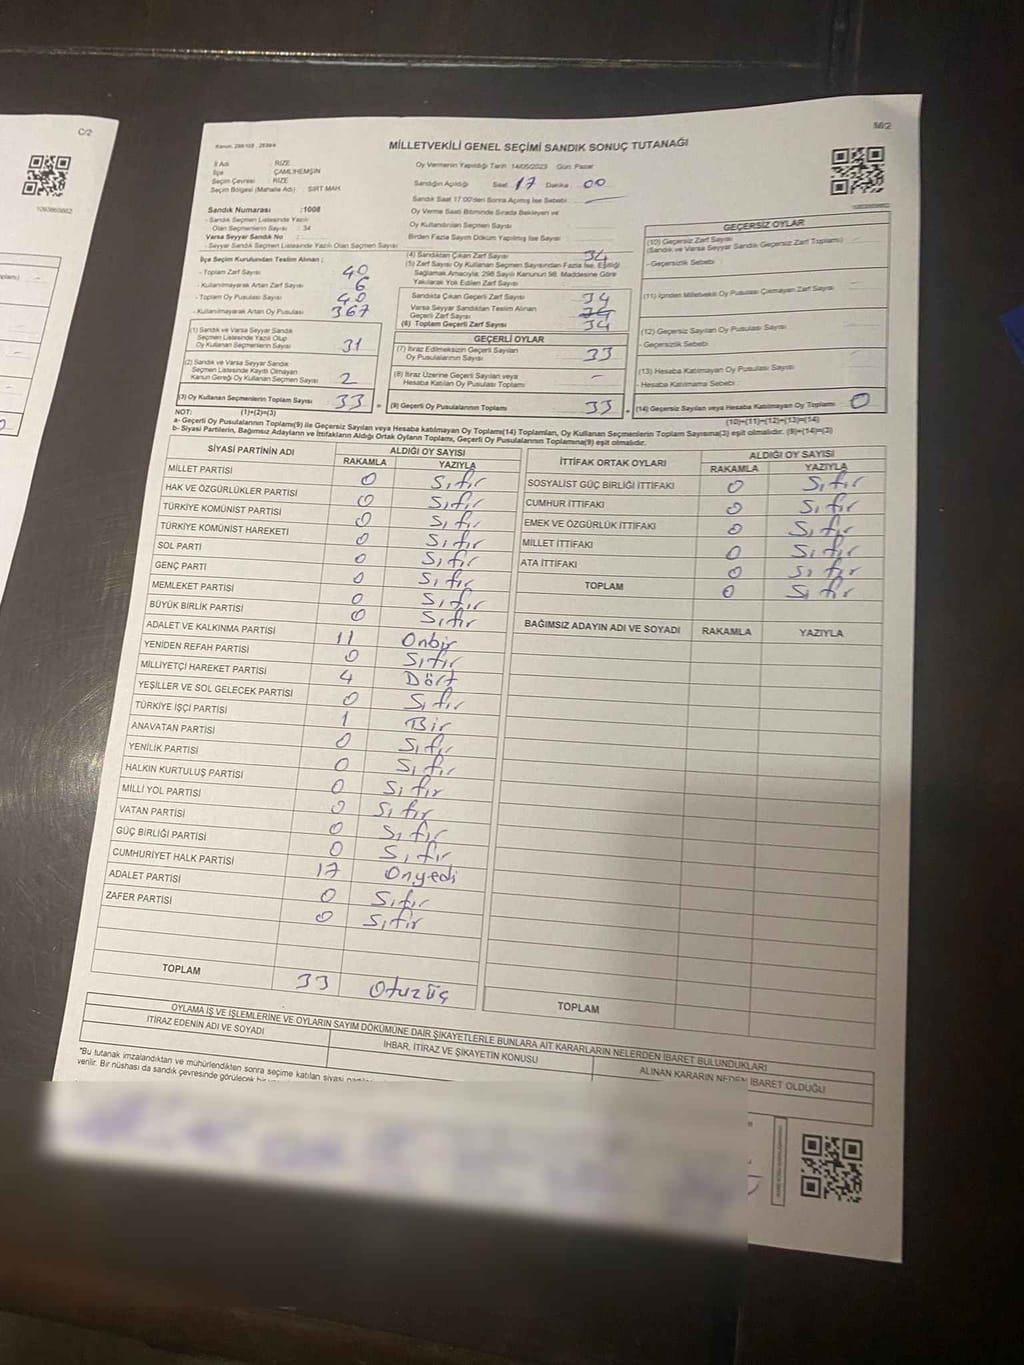 C/2
M/2
MİLLETVEKİLİ GENEL SEÇİMİ SANDIK SONUÇ TUTANAĞI
İl Adı : RİZE
İlçe : ÇAMLIHEMŞİN
Seçim Çevresi : RİZE
Seçim Bölgesi (Mahalle Adı) : SIRT MAH.
Oy Vermenin Yapıldığı Tarih : 14/05/2023 Gün: Pazar
Sandığın Açıldığı Saat: 17 Dakika: 00
Sandık Saat 17:00'den Sonra Açılmış İse Sebebi :
Oy Verme Saati Bitiminde Sırada Bekleyen ve
Oy Kullandırılan Seçmen Sayısı
Birden Fazla Sayım Döküm Yapılmış İse Sayısı :
Sandık Numarası :1008
- Sandık Seçmen Listesinde Yazılı
Olan Seçmenlerin Sayısı : 34
Varsa Seyyar Sandık No :
- Seyyar Sandık Seçmen Listesinde Yazılı Olan Seçmen Sayısı :
İlçe Seçim Kurulundan Teslim Alınan ;
- Toplam Zarf Sayısı 40
- Kullanılmayarak Artan Zarf Sayısı 6
- Toplam Oy Pusulası Sayısı 40
- Kullanılmayarak Artan Oy Pusulası 367
(1) Sandık ve Varsa Seyyar Sandık
Seçmen Listesinde Yazılı Olup
Oy Kullanan Seçmenlerin Sayısı 31
(2) Sandık ve Varsa Seyyar Sandık
Seçmen Listesinde Kayıtlı Olmayan
Kanun Gereği Oy Kullanan Seçmen Sayısı 2
(3) Oy Kullanan Seçmenlerin Toplam Sayısı 33 =
(4) Sandıktan Çıkan Zarf Sayısı 34
(5) Zarf Sayısı Oy Kullanan Seçmen Sayısından Fazla İse, Eşitliği
Sağlamak Amacıyla; 298 Sayılı Kanunun 98. Maddesine Göre
Yakılarak Yok Edilen Zarf Sayısı
Sandıkta Çıkan Geçerli Zarf Sayısı 34
Varsa Seyyar Sandıktan Teslim Alınan
Geçerli Zarf Sayısı
(6) Toplam Geçerli Zarf Sayısı 34
GEÇERLİ OYLAR
(7) İtiraz Edilmeksizin Geçerli Sayılan
Oy Pusulalarının Sayısı 33
(8) İtiraz Üzerine Geçerli Sayılan veya
Hesaba Katılan Oy Pusulası Toplamı -
(9) Geçerli Oy Pusulalarının Toplamı 33 +
GEÇERSİZ OYLAR
(10) Geçersiz Zarf Sayısı
(Sandık ve Varsa Seyyar Sandık Geçersiz Zarf Toplamı)
- Geçersizlik Sebebi :
(11) İçinden Milletvekili Oy Pusulası Çıkmayan Zarf Sayısı
(12) Geçersiz Sayılan Oy Pusulası Sayısı
- Geçersizlik Sebebi
(13) Hesaba Katılmayan Oy Pusulası Sayısı
- Hesaba Katılmama Sebebi :
(14) Geçersiz Sayılan veya Hesaba Katılmayan Oy Toplamı 0
NOT: (1)+(2)=(3)
(10)+(11)+(12)+(13)=(14)
a- Geçerli Oy Pusulalarının Toplamı(9) ile Geçersiz Sayılan veya Hesaba katılmayan Oy Toplamı(14) Toplamları, Oy Kullanan Seçmenlerin Toplam Sayısına(3) eşit olmalıdır. (9)+(14)=(3)
b- Siyasi Partilerin, Bağımsız Adayların ve İttifakların Aldığı Ortak Oyların Toplamı, Geçerli Oy Pusulalarının Toplamına(9) eşit olmalıdır.
SİYASİ PARTİNİN ADI ALDIĞI OY SAYISI
RAKAMLA YAZIYLA
MİLLET PARTİSİ 0 Sıfır
HAK VE ÖZGÜRLÜKLER PARTİSİ 0 Sıfır
TÜRKİYE KOMÜNİST PARTİSİ 0 Sıfır
TÜRKİYE KOMÜNİST HAREKETİ 0 Sıfır
SOL PARTİ 0 Sıfır
GENÇ PARTİ 0 Sıfır
MEMLEKET PARTİSİ 0 Sıfır
BÜYÜK BİRLİK PARTİSİ 0 Sıfır
ADALET VE KALKINMA PARTİSİ 11 Onbir
YENİDEN REFAH PARTİSİ 0 Sıfır
MİLLİYETÇİ HAREKET PARTİSİ 4 Dört
YEŞİLLER VE SOL GELECEK PARTİSİ 0 Sıfır
TÜRKİYE İŞÇİ PARTİSİ 1 Bir
ANAVATAN PARTİSİ 0 Sıfır
YENİLİK PARTİSİ 0 Sıfır
HALKIN KURTULUŞ PARTİSİ 0 Sıfır
MİLLİ YOL PARTİSİ 0 Sıfır
VATAN PARTİSİ 0 Sıfır
GÜÇ BİRLİĞİ PARTİSİ 0 Sıfır
CUMHURİYET HALK PARTİSİ 17 Onyedi
ADALET PARTİSİ 0 Sıfır
ZAFER PARTİSİ 0 Sıfır
TOPLAM 33 Otuzüç
İTTİFAK ORTAK OYLARI ALDIĞI OY SAYISI
RAKAMLA YAZIYLA
SOSYALİST GÜÇ BİRLİĞİ İTTİFAKI 0 Sıfır
CUMHUR İTTİFAKI 0 Sıfır
EMEK VE ÖZGÜRLÜK İTTİFAKI 0 Sıfır
MİLLET İTTİFAKI 0 Sıfır
ATA İTTİFAKI 0 Sıfır
TOPLAM 0 Sıfır
BAĞIMSIZ ADAYIN ADI VE SOYADI RAKAMLA YAZIYLA
TOPLAM
OYLAMA İŞ VE İŞLEMLERİNE VE OYLARIN SAYIM DÖKÜMÜNE DAİR ŞİKAYETLERLE BUNLARA AİT KARARLARIN NELERDEN İBARET BULUNDUKLARI
İTİRAZ EDENİN ADI VE SOYADI
İHBAR, İTİRAZ VE ŞİKAYETİN KONUSU
ALINAN KARARIN NEDEN İBARET OLDUĞU
"Bu tutanak imzalandıktan ve mühürlendikten sonra seçime katılan siyasi
verilir. Bir nüshası da sandık çevresinde görülecek